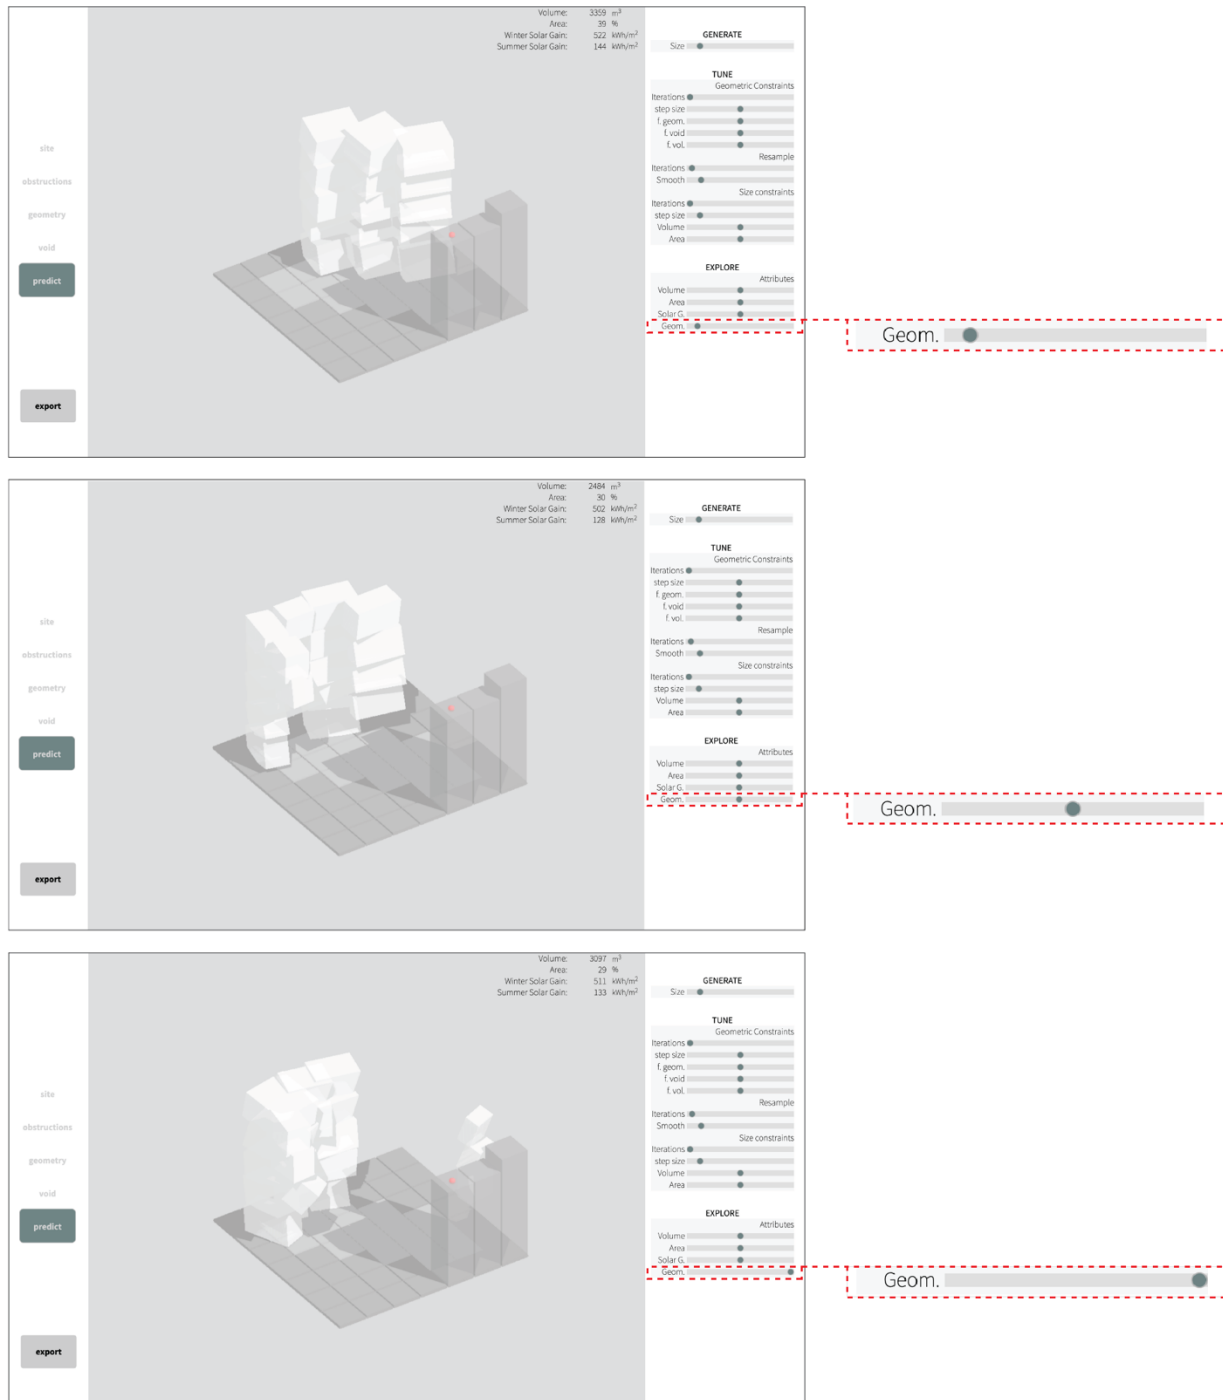 Volume: 3359 m³
Area: 39 %
Winter Solar Gain: 522 kWh/m²
Summer Solar Gain: 144 kWh/m²
GENERATE
Size
TUNE
Geometric Constraints
Iterations
step size
f. geom.
f. void
f. vol.
Resample
Iterations
Smooth
Size constraints
Iterations
step size
Volume
Area
EXPLORE
Attributes
Volume
Area
Solar G.
Geom.
site
obstructions
geometry
void
predict
export
Geom.
Volume: 2484 m³
Area: 30 %
Winter Solar Gain: 502 kWh/m²
Summer Solar Gain: 128 kWh/m²
GENERATE
Size
TUNE
Geometric Constraints
Iterations
step size
f. geom.
f. void
f. vol.
Resample
Iterations
Smooth
Size constraints
Iterations
step size
Volume
Area
EXPLORE
Attributes
Volume
Area
Solar G.
Geom.
site
obstructions
geometry
void
predict
export
Geom.
Volume: 3097 m³
Area: 29 %
Winter Solar Gain: 511 kWh/m²
Summer Solar Gain: 133 kWh/m²
GENERATE
Size
TUNE
Geometric Constraints
Iterations
step size
f. geom.
f. void
f. vol.
Resample
Iterations
Smooth
Size constraints
Iterations
step size
Volume
Area
EXPLORE
Attributes
Volume
Area
Solar G.
Geom.
site
obstructions
geometry
void
predict
export
Geom.